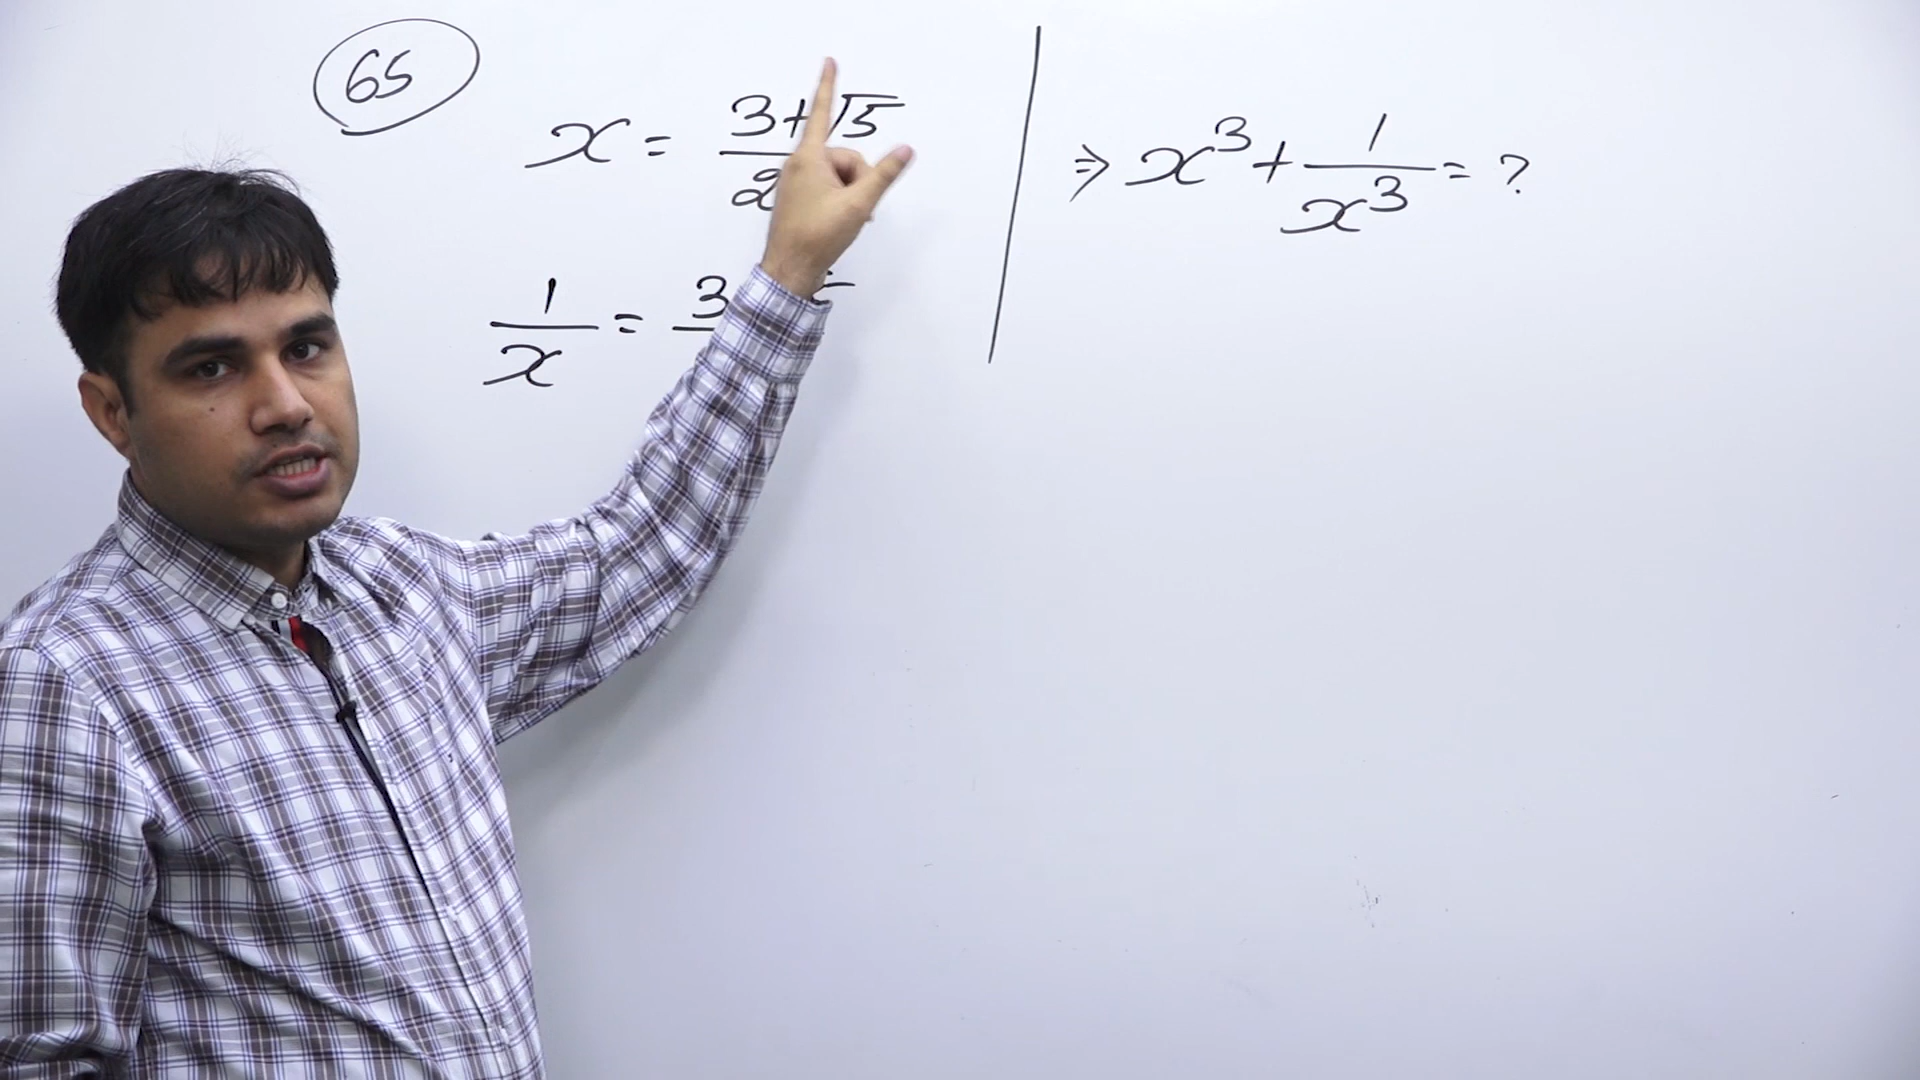 65
x = 3+√5 / 2
1/x = 3
⇒ x³ + 1/x³ = ?